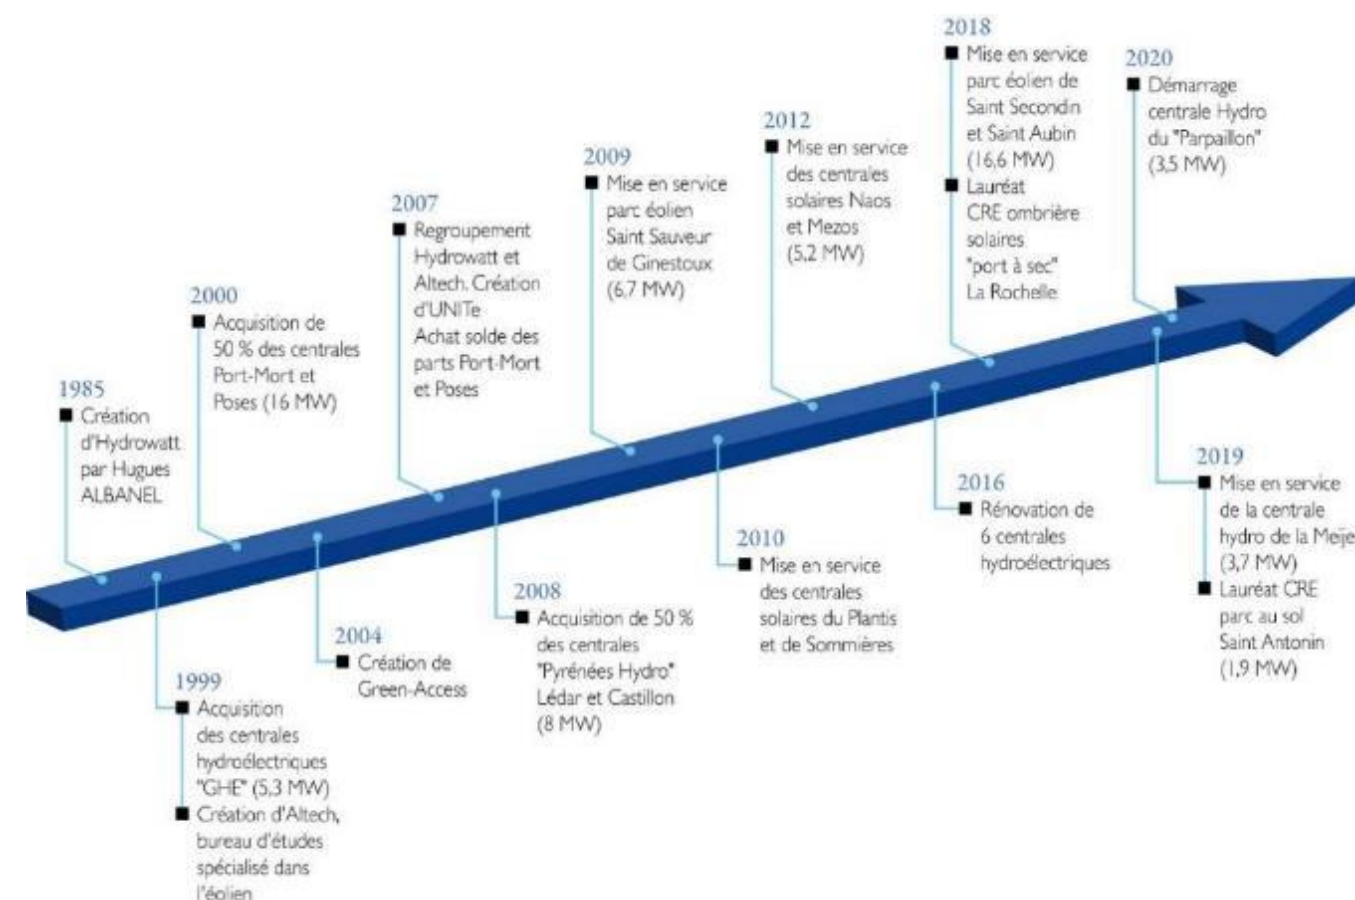 1985
Création
d'Hydrowatt
par Hugues
ALBANEL
1999
Acquisition
des centrales
hydroélectriques
"GHE" (5,3 MW)
Création d'Altech,
bureau d'études
spécialisé dans
l'éolien
2000
Acquisition de
50 % des centrales
Port-Mort et
Poses (16 MW)
2004
Création de
Green-Access
2007
Regroupement
Hydrowatt et
Altech. Création
d'UNITe
Achat solde des
parts Port-Mort
et Poses
2008
Acquisition de 50 %
des centrales
"Pyrénées Hydro"
Lédar et Castillon
(8 MW)
2009
Mise en service
parc éolien
Saint Sauveur
de Ginestoux
(6,7 MW)
2010
Mise en service
des centrales
solaires du Plantis
et de Sommières
2012
Mise en service
des centrales
solaires Naos
et Mezos
(5,2 MW)
2016
Rénovation de
6 centrales
hydroélectriques
2018
Mise en service
parc éolien de
Saint Secondin
et Saint Aubin
(16,6 MW)
Lauréat
CRE ombrière
solaires
"port à sec"
La Rochelle
2019
Mise en service
de la centrale
hydro de la Meije
(3,7 MW)
Lauréat CRE
parc au sol
Saint Antonin
(1,9 MW)
2020
Démarrage
centrale Hydro
du "Parpaillon"
(3,5 MW)